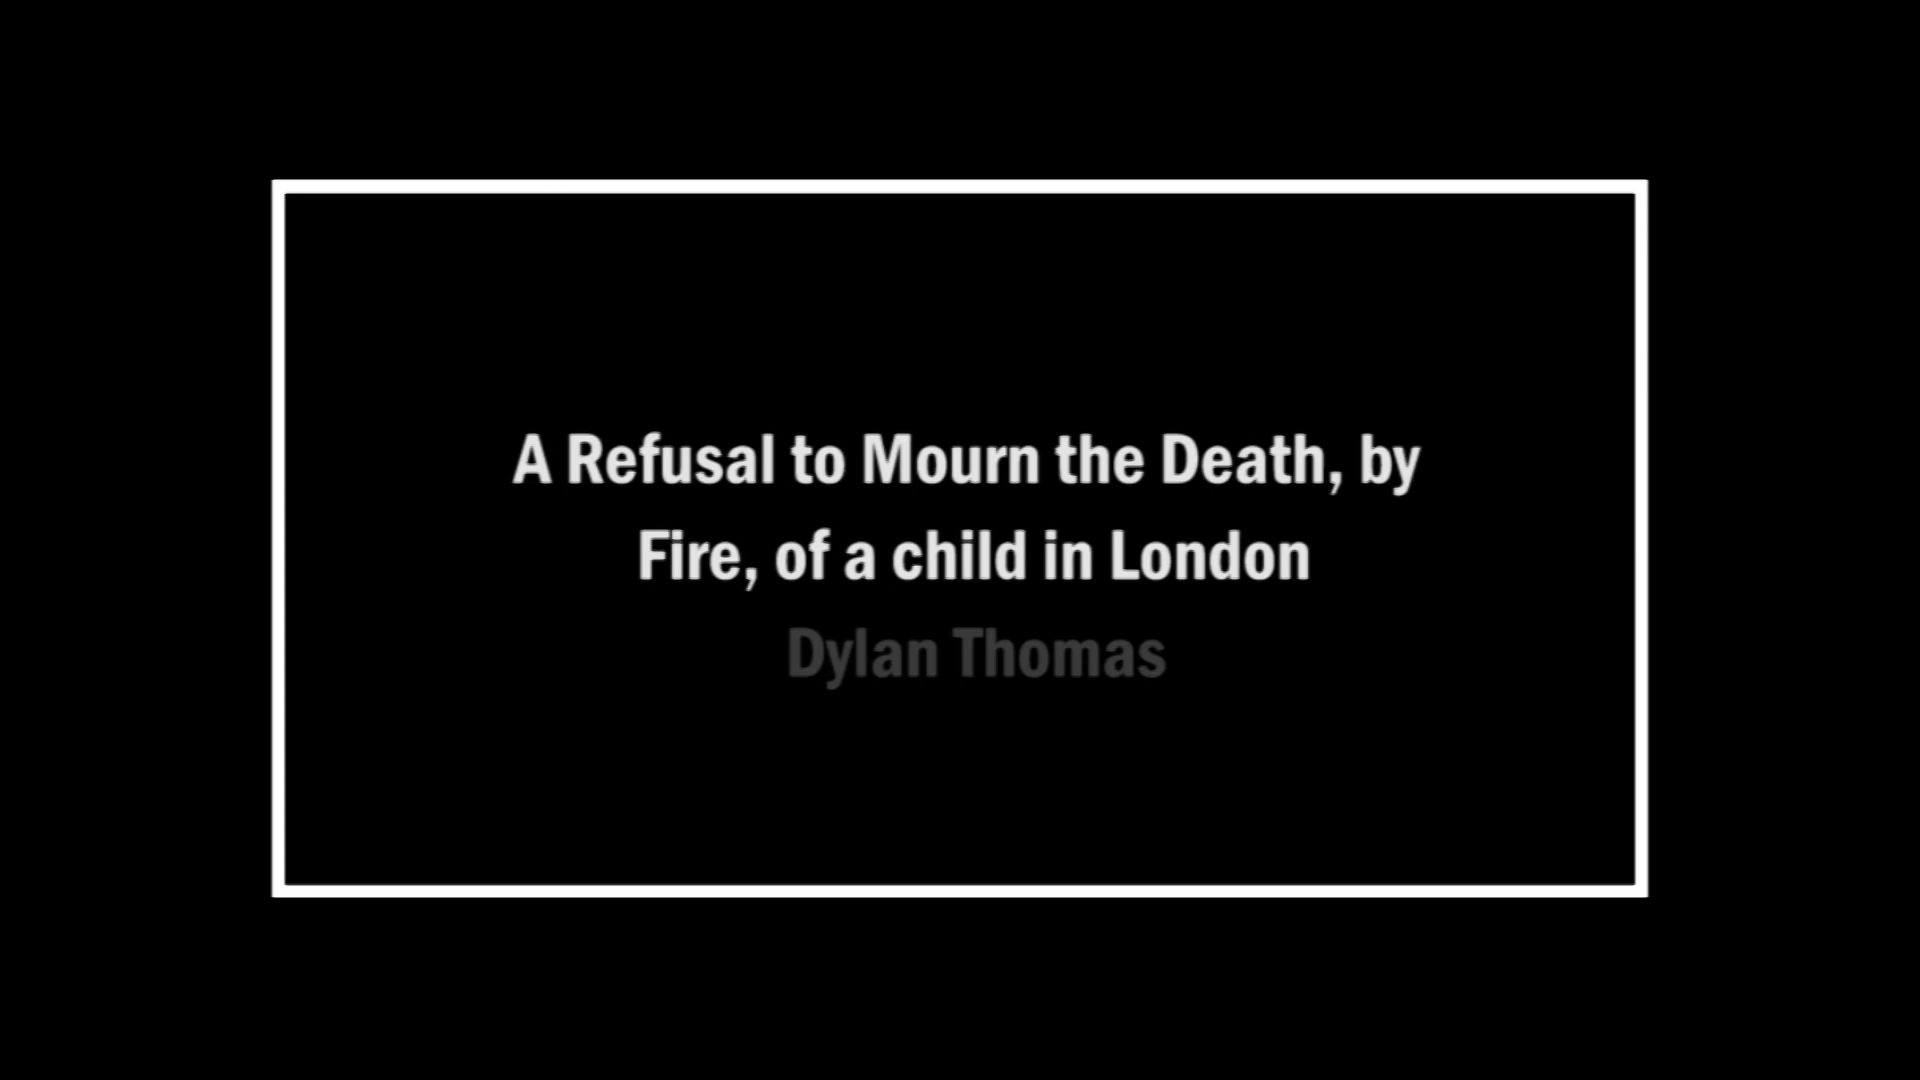 A Refusal to Mourn the Death, by
Fire, of a child in London
Dylan Thomas